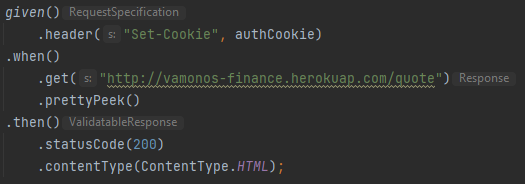 given() RequestSpecification
.header( s: "Set-Cookie", authCookie)
.when()
.get( s: "http://vamonos-finance.herokuap.com/quote") Response
.prettyPeek()
.then() ValidatableResponse
.statusCode(200)
.contentType(ContentType.HTML);